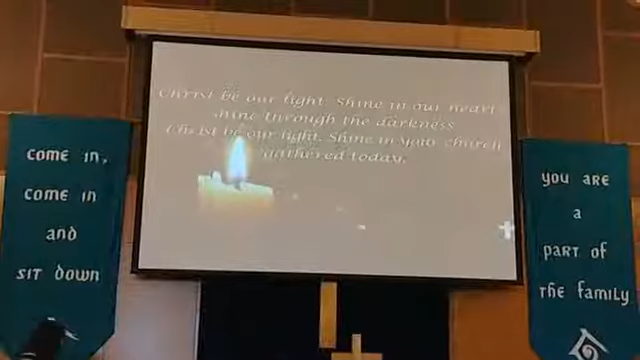 Christ be our light. Shine in our heart
shine through the darkness
Christ be our light. Shine in your church
gathered today.
come in,
come in
and
sit down
you are
a
part of
the family